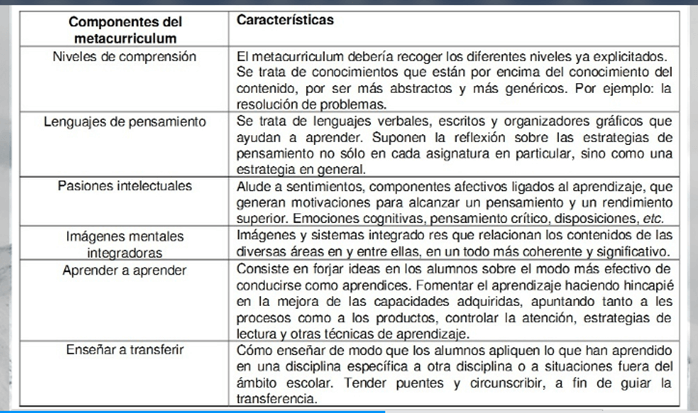 Componentes del
metacurriculum
Características
Niveles de comprensión
El metacurriculum debería recoger los diferentes niveles ya explicitados.
Se trata de conocimientos que están por encima del conocimiento del
contenido, por ser más abstractos y más genéricos. Por ejemplo: la
resolución de problemas.
Lenguajes de pensamiento
Se trata de lenguajes verbales, escritos y organizadores gráficos que
ayudan a aprender. Suponen la reflexión sobre las estrategias de
pensamiento no sólo en cada asignatura en particular, sino como una
estrategia en general.
Pasiones intelectuales
Alude a sentimientos, componentes afectivos ligados al aprendizaje, que
generan motivaciones para alcanzar un pensamiento y un rendimiento
superior. Emociones cognitivas, pensamiento crítico, disposiciones, etc.
Imágenes mentales
integradoras
Imágenes y sistemas integrado res que relacionan los contenidos de las
diversas áreas en y entre ellas, en un todo más coherente y significativo.
Aprender a aprender
Consiste en forjar ideas en los alumnos sobre el modo más efectivo de
conducirse como aprendices. Fomentar el aprendizaje haciendo hincapié
en la mejora de las capacidades adquiridas, apuntando tanto a les
procesos como a los productos, controlar la atención, estrategias de
lectura y otras técnicas de aprendizaje.
Enseñar a transferir
Cómo enseñar de modo que los alumnos apliquen lo que han aprendido
en una disciplina específica a otra disciplina o a situaciones fuera del
ámbito escolar. Tender puentes y circunscribir, a fin de guiar la
transferencia.